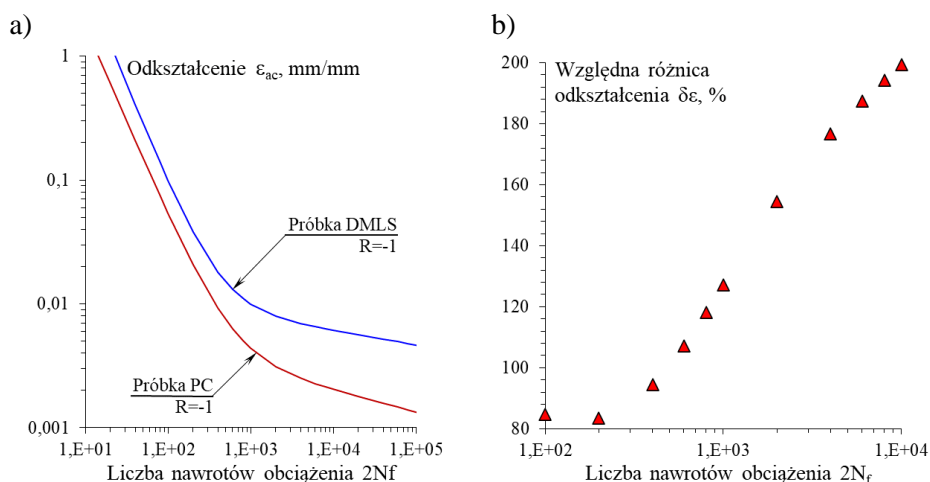 a)
Odkształcenie εac, mm/mm
1
0,1
0,01
0,001
Próbka DMLS
R=-1
Próbka PC
R=-1
1,E+01 1,E+02 1,E+03 1,E+04 1,E+05
Liczba nawrotów obciążenia 2Nf
b)
Względna różnica
odkształcenia δε, %
200
180
160
140
120
100
80
1,E+02 1,E+03 1,E+04
Liczba nawrotów obciążenia 2Nf